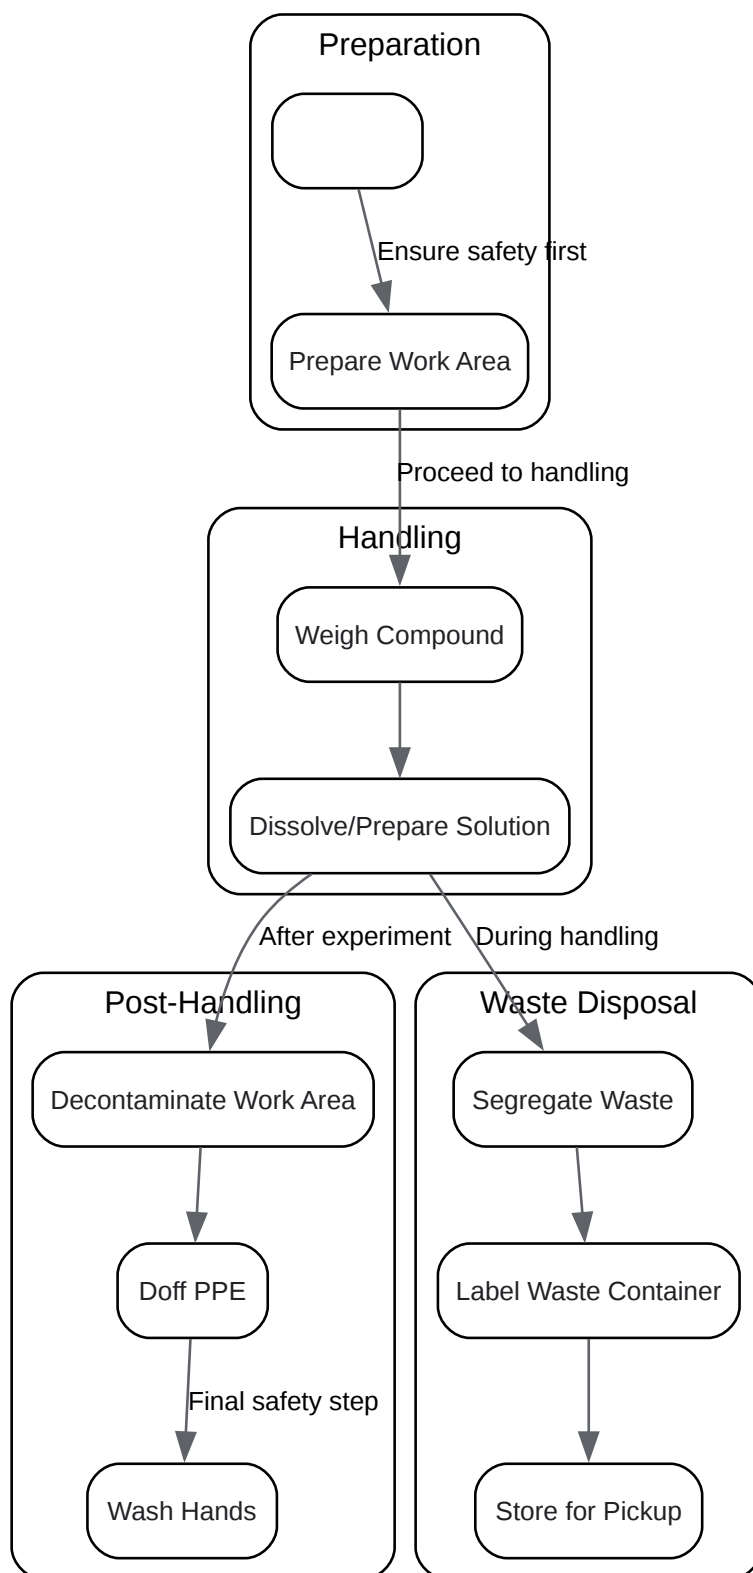 Preparation
Ensure safety first
Prepare Work Area
Proceed to handling
Handling
Weigh Compound
Dissolve/Prepare Solution
After experiment
During handling
Post-Handling
Waste Disposal
Decontaminate Work Area
Segregate Waste
Doff PPE
Label Waste Container
Final safety step
Wash Hands
Store for Pickup